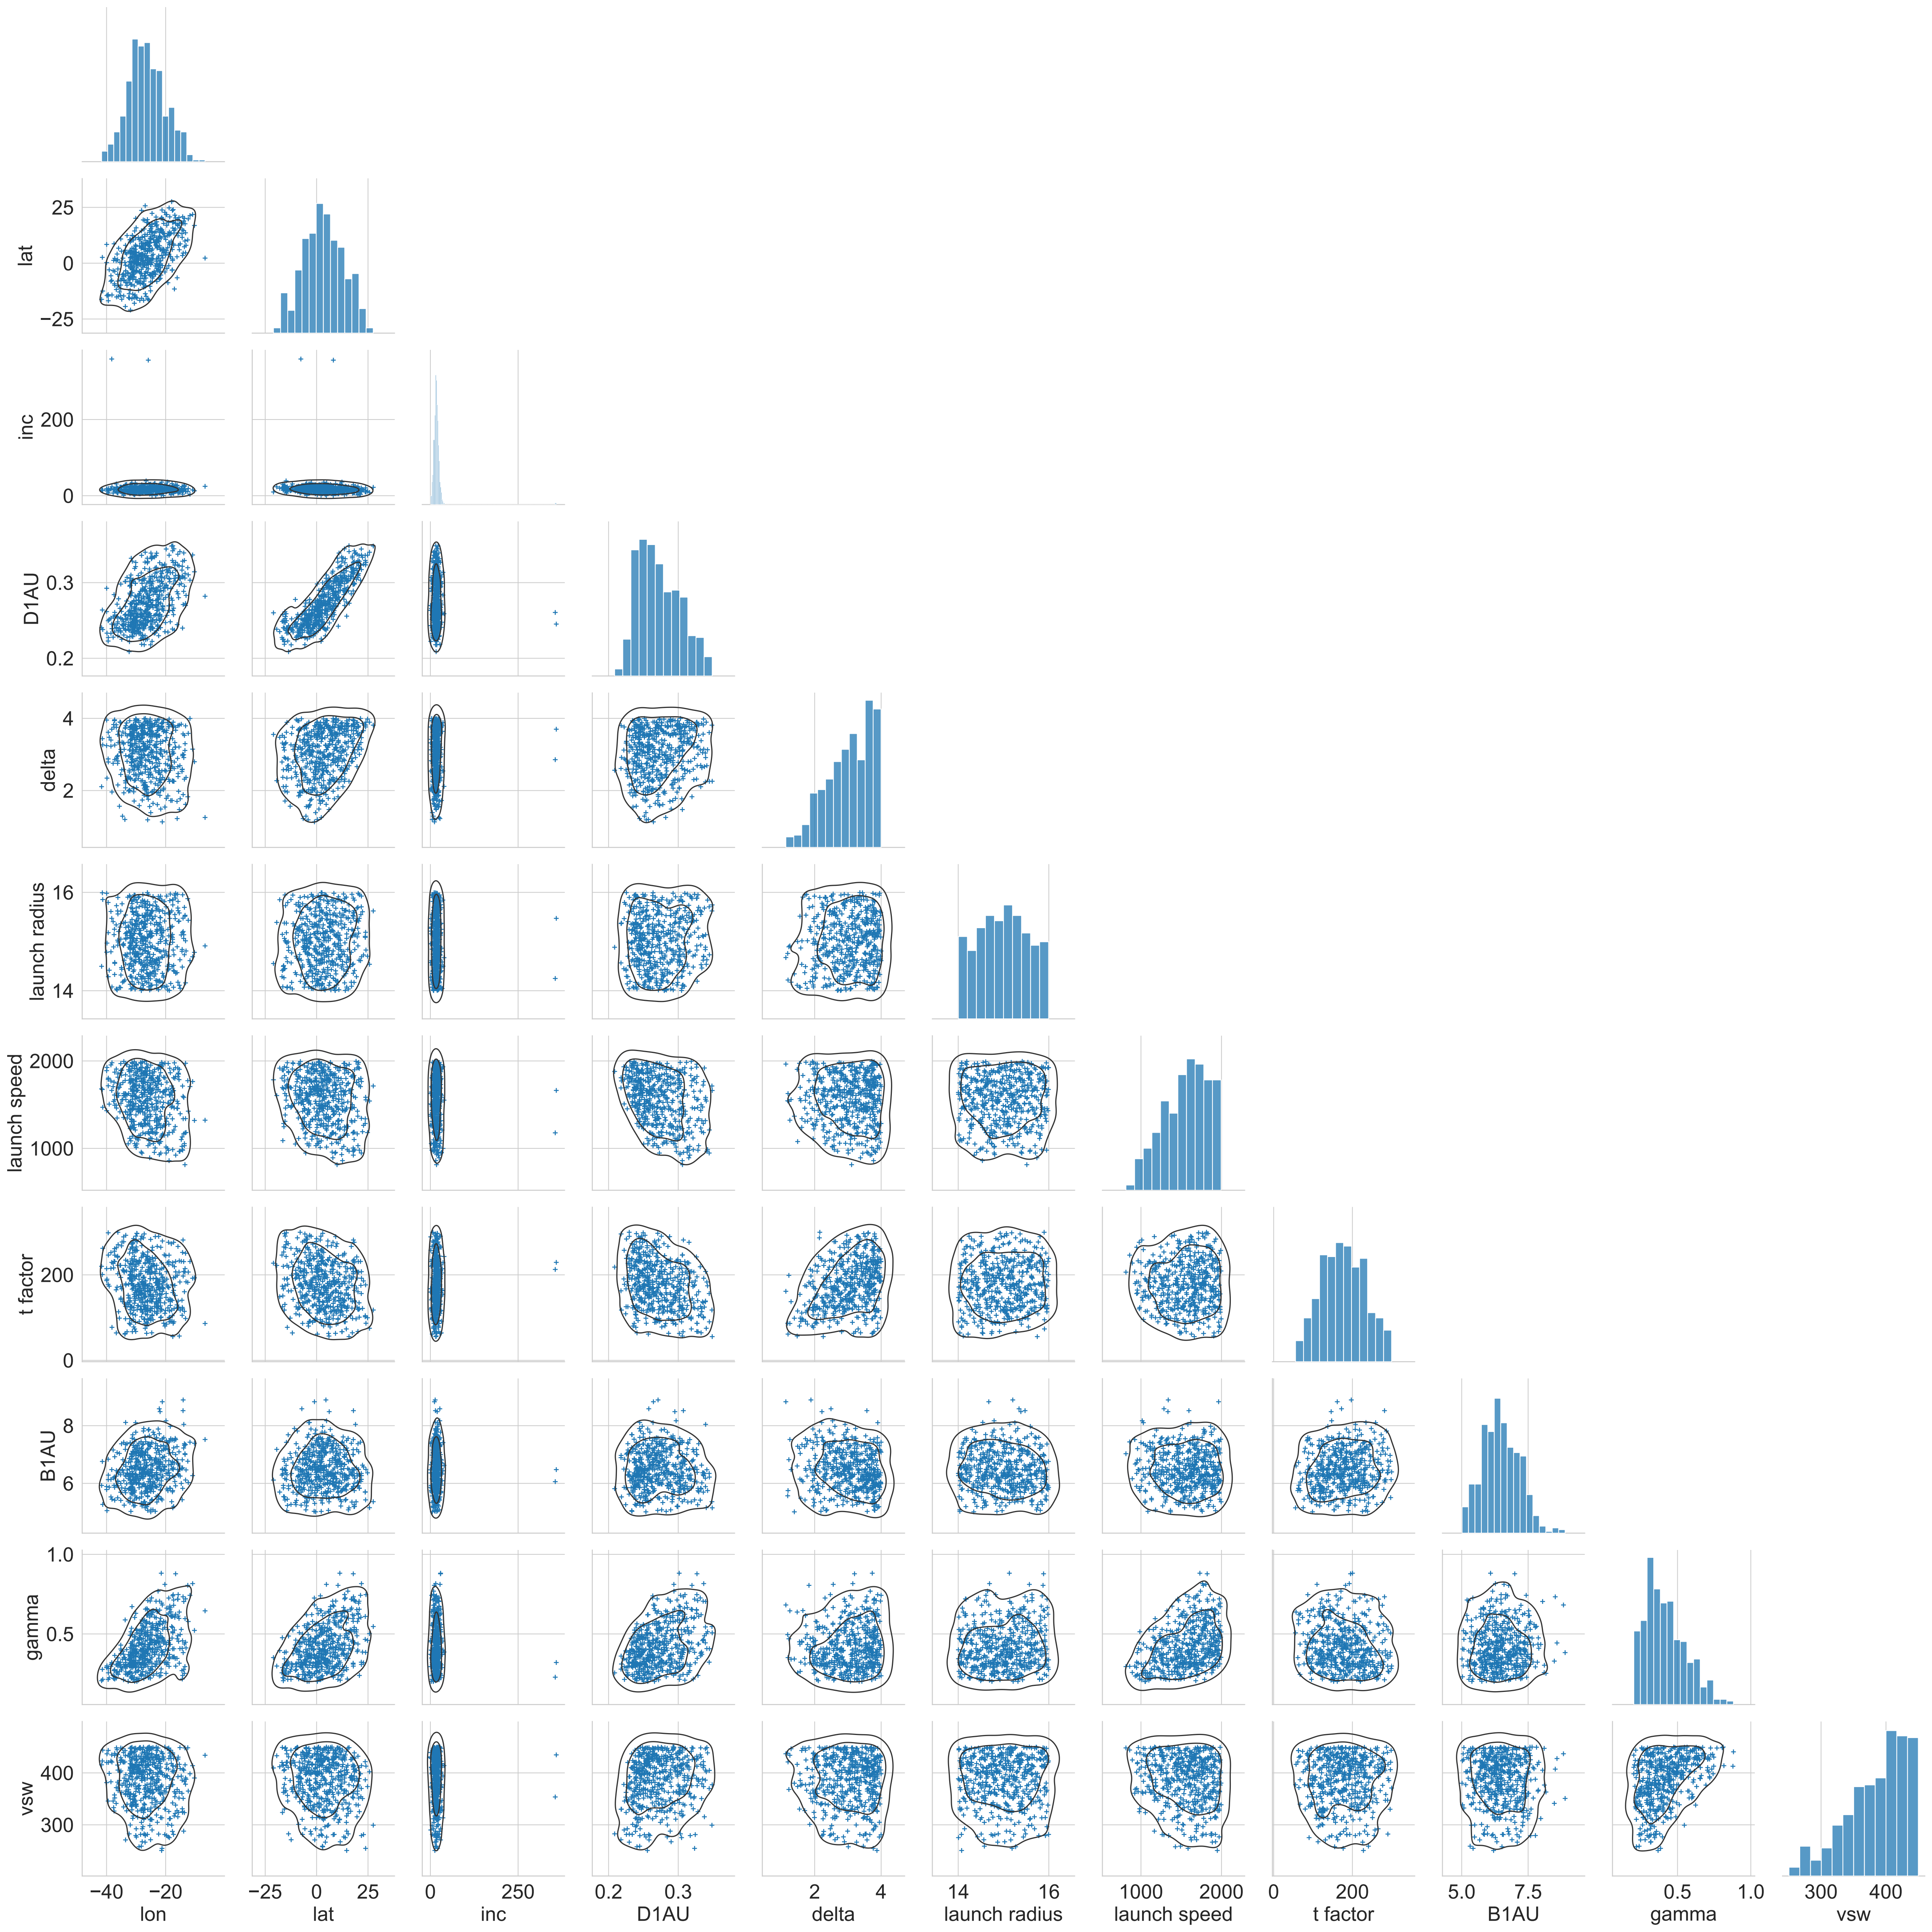 lat
25
0
−25
inc
200
0
D1AU
0.3
0.2
delta
4
2
launch radius
16
14
launch speed
2000
1000
t factor
200
0
B1AU
8
6
gamma
1.0
0.5
vsw
400
300
−40 −20 −25 0 25 0 250 0.2 0.3 2 4 14 16 1000 2000 0 200 5.0 7.5 0.5 1.0 300 400
lon lat inc D1AU delta launch radius launch speed t factor B1AU gamma vsw